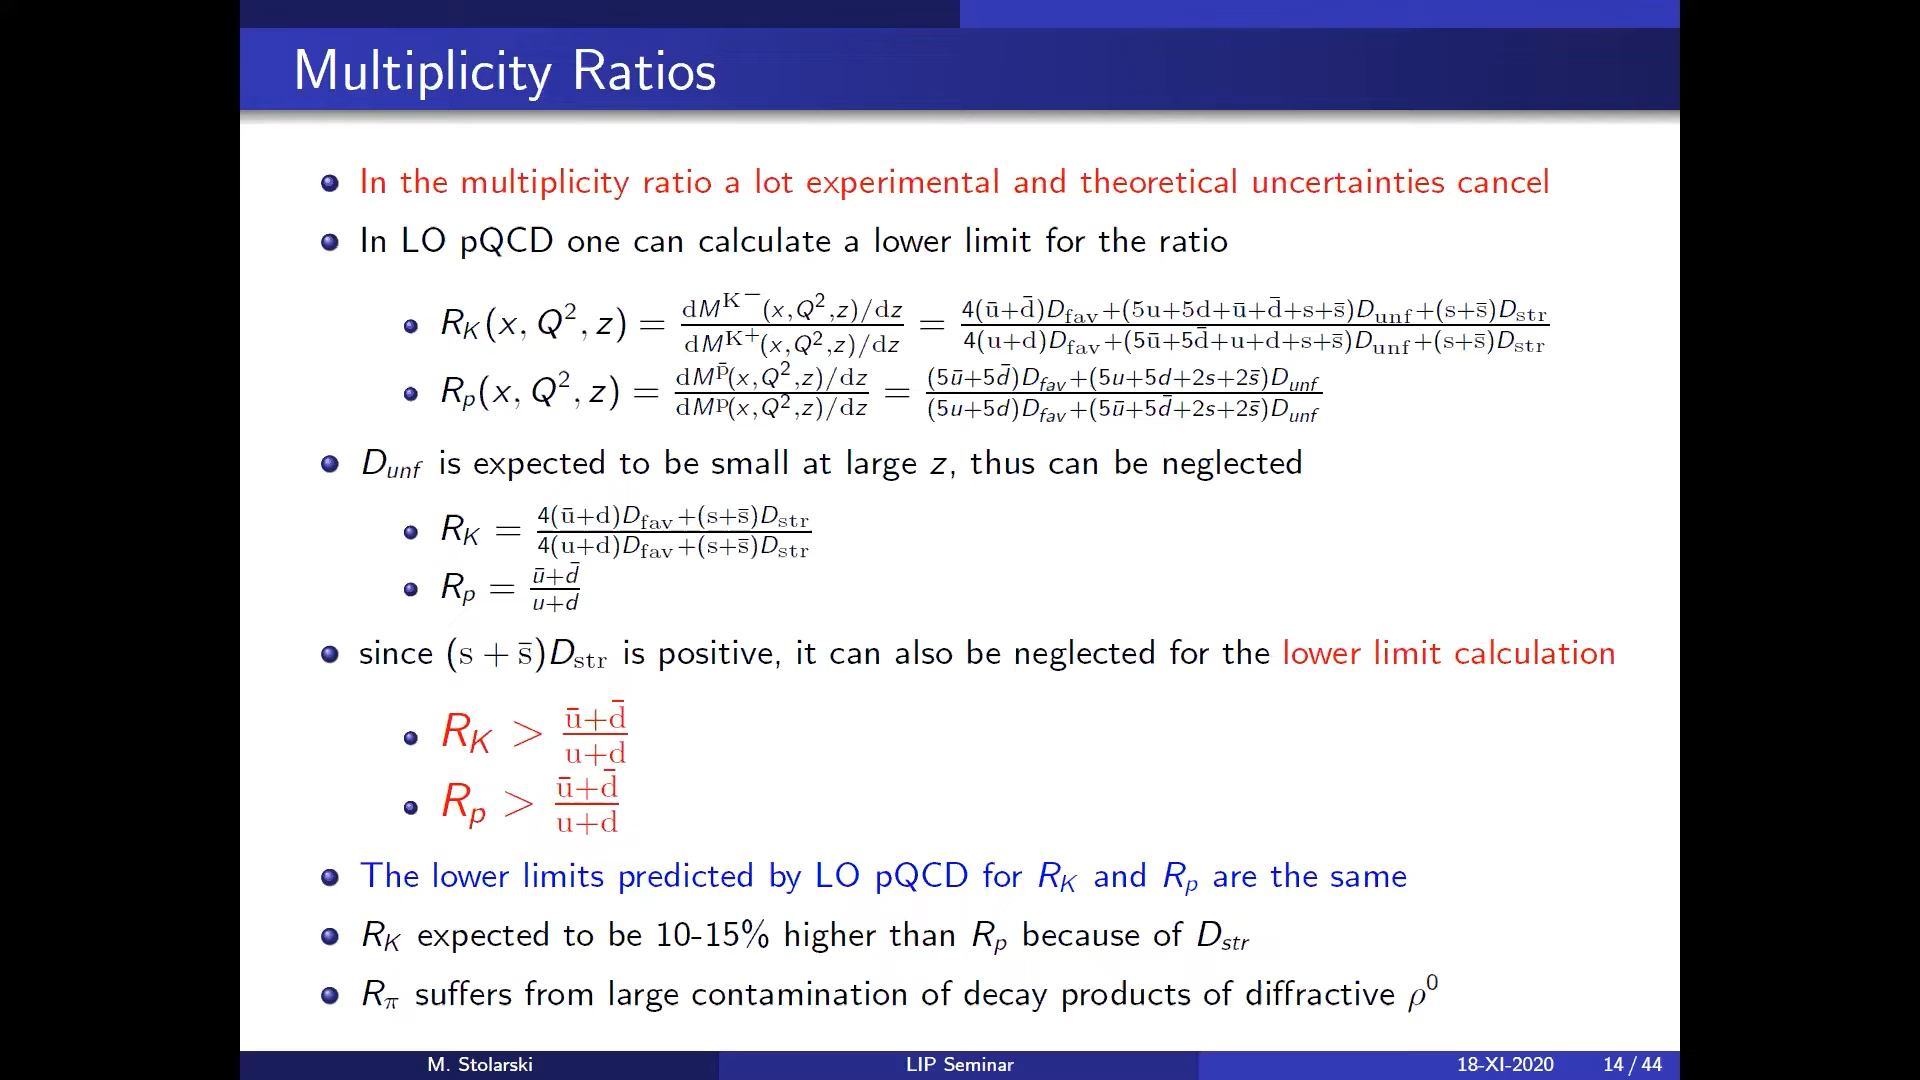 Multiplicity Ratios
In the multiplicity ratio a lot experimental and theoretical uncertainties cancel
In LO pQCD one can calculate a lower limit for the ratio
R_K(x, Q², z) = dM^{K⁻}(x,Q²,z)/dz / dM^{K+}(x,Q²,z)/dz = 4(ū+d̄)D_fav+(5u+5d+ū+d̄+s+s̄)D_unf+(s+s̄)D_str / 4(u+d)D_fav+(5ū+5d̄+u+d+s+s̄)D_unf+(s+s̄)D_str
R_p(x, Q², z) = dM^{p̄}(x,Q²,z)/dz / dM^{p}(x,Q²,z)/dz = (5ū+5d̄)D_fav+(5u+5d+2s+2s̄)D_unf / (5u+5d)D_fav+(5ū+5d̄+2s+2s̄)D_unf
D_unf is expected to be small at large z, thus can be neglected
R_K = 4(ū+d)D_fav+(s+s̄)D_str / 4(u+d)D_fav+(s+s̄)D_str
R_p = ū+d̄ / u+d
since (s + s̄)D_str is positive, it can also be neglected for the lower limit calculation
R_K > ū+d̄ / u+d
R_p > ū+d̄ / u+d
The lower limits predicted by LO pQCD for R_K and R_p are the same
R_K expected to be 10-15% higher than R_p because of D_str
R_π suffers from large contamination of decay products of diffractive ρ⁰
M. Stolarski LIP Seminar 18-XI-2020 14 / 44